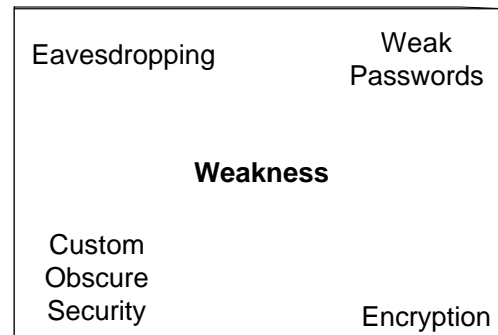 Eavesdropping
Weak
Passwords
Weakness
Custom
Obscure
Security
Encryption